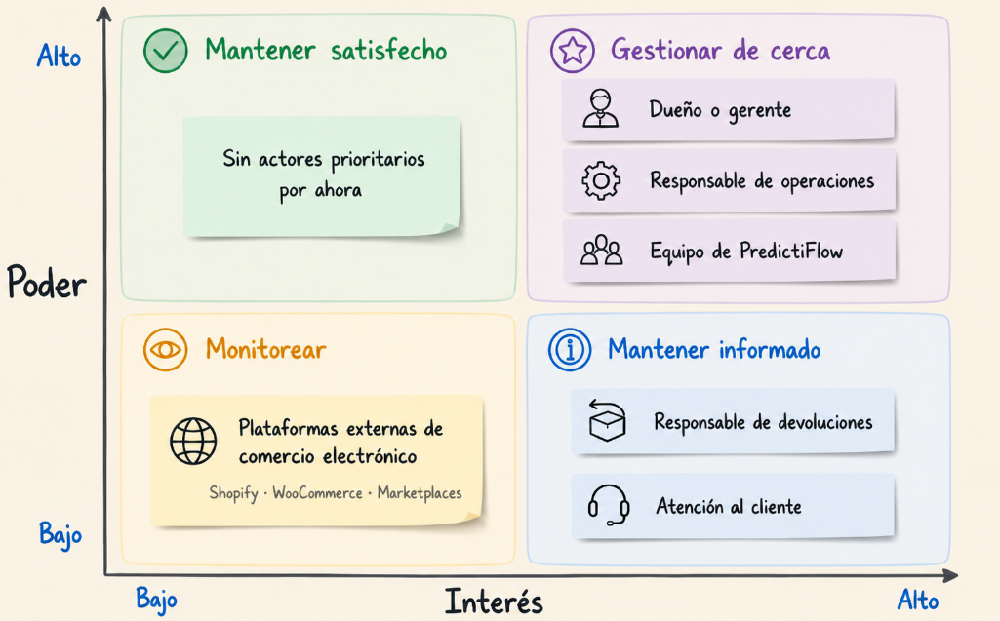 Alto
Mantener satisfecho
Sin actores prioritarios
por ahora
Gestionar de cerca
Dueño o gerente
Responsable de operaciones
Equipo de PredictiFlow
Poder
Monitorear
Plataformas externas de
comercio electrónico
Shopify · WooCommerce · Marketplaces
Mantener informado
Responsable de devoluciones
Atención al cliente
Bajo
Bajo
Interés
Alto